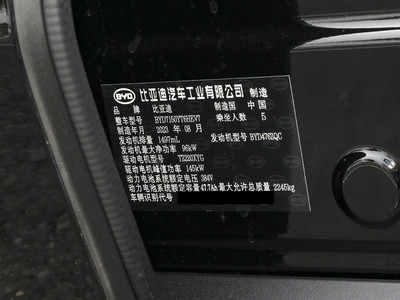 BYD 比亚迪汽车工业有限公司 制造
品牌 比亚迪 制造国 中国
整车型号 BYD7150YT6HEV7 乘坐人数 5
制造年月 2023 年 08 月
发动机排量 1497mL 发动机型号 BYD476ZQC
发动机最大净功率 96kW
驱动电机型号 TZ220XYG
驱动电机峰值功率 145kW
动力电池系统额定电压 384V
动力电池系统额定容量 47.7Ah 最大允许总质量 2245kg
车辆识别代号